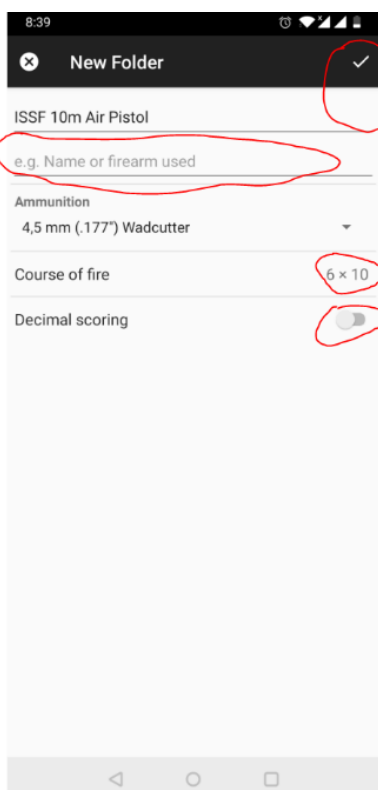 8:39
New Folder
ISSF 10m Air Pistol
e.g. Name or firearm used
Ammunition
4,5 mm (.177") Wadcutter
Course of fire 6 × 10
Decimal scoring